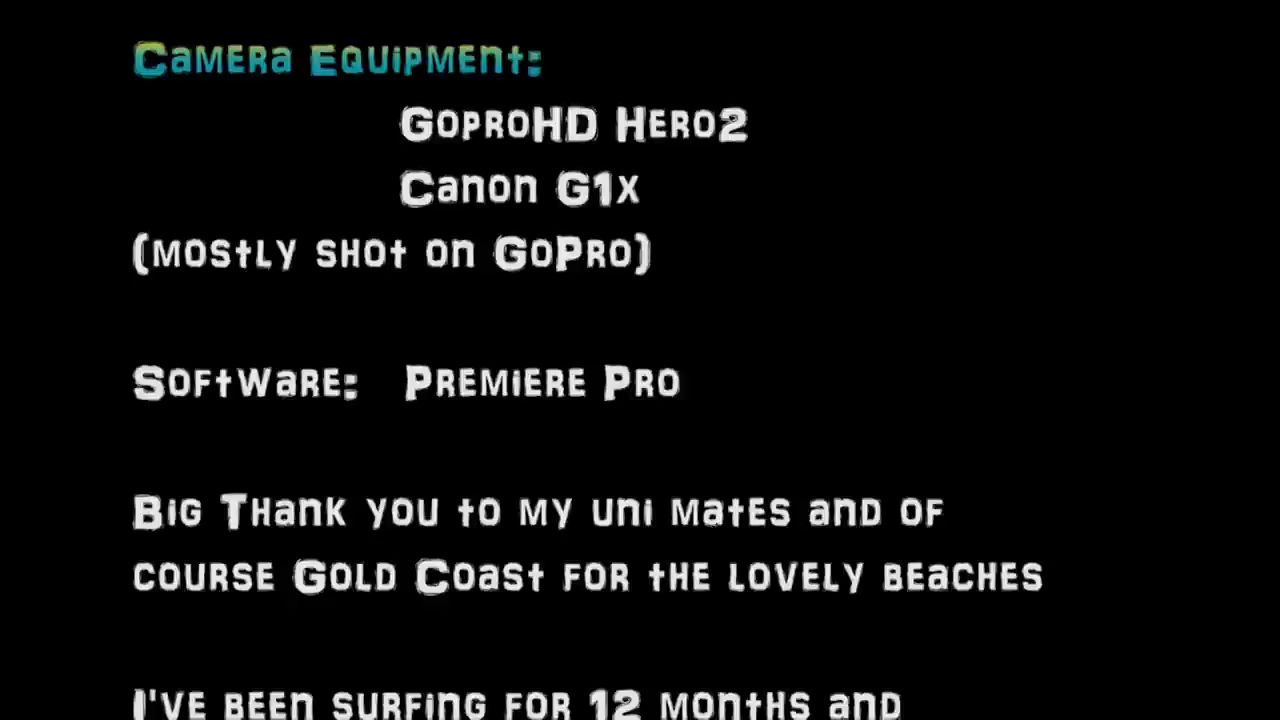 Camera Equipment:
GoproHD Hero2
Canon G1x
(mostly shot on GoPro)
Software: Premiere Pro
Big Thank you to my uni mates and of
course Gold Coast for the lovely beaches
I've been surfing for 12 months and